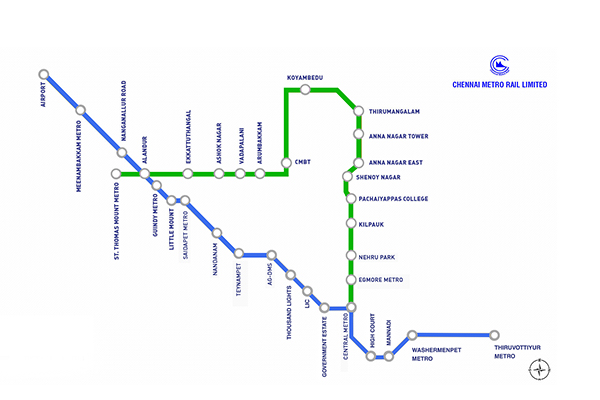 CHENNAI METRO RAIL LIMITED
KOYAMBEDU
THIRUMANGALAM
ANNA NAGAR TOWER
ANNA NAGAR EAST
SHENOY NAGAR
PACHAIYAPPAS COLLEGE
KILPAUK
NEHRU PARK
EGMORE METRO
CMBT
ARUMBAKKAM
VADAPALANI
ASHOK NAGAR
EKKATTUTHANGAL
ALANDUR
ST. THOMAS MOUNT METRO
AIRPORT
MEENAMBAKKAM METRO
NANGANALLUR ROAD
GUINDY METRO
LITTLE MOUNT
SAIDAPET METRO
NANDANAM
TEYNAMPET
AG-DMS
THOUSAND LIGHTS
LIC
GOVERNMENT ESTATE
CENTRAL METRO
HIGH COURT
MANNADI
WASHERMENPET
METRO
THIRUVOTTIYUR
METRO